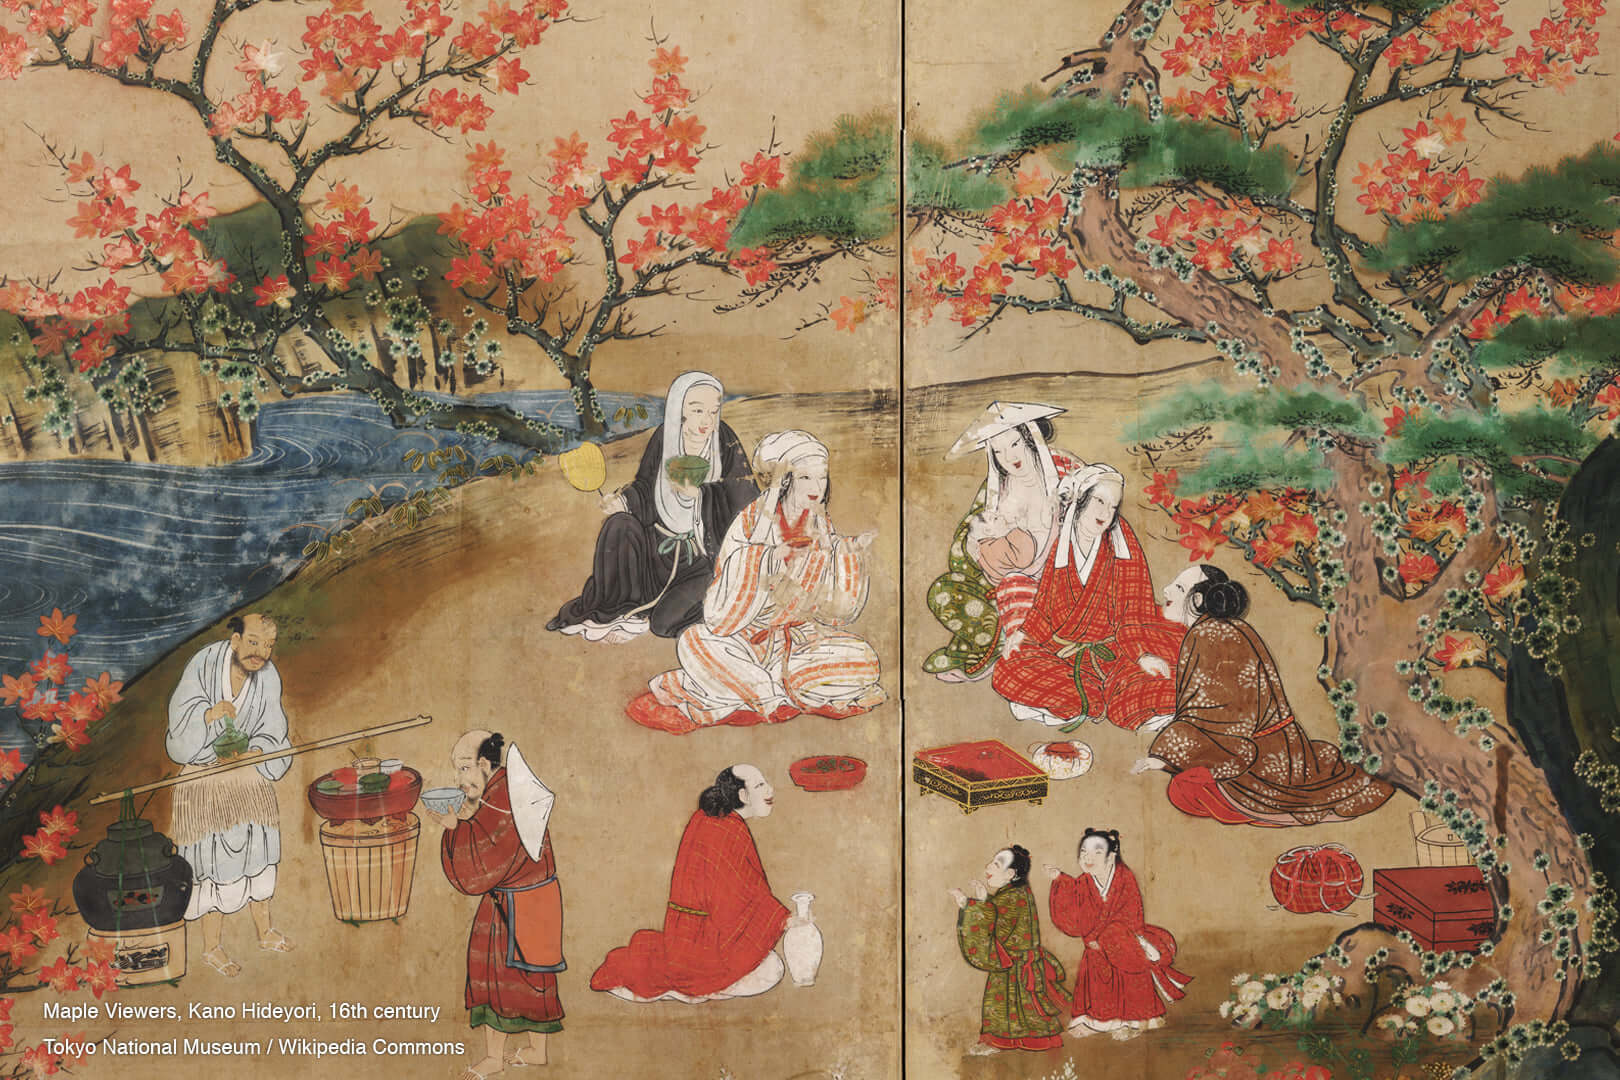 Maple Viewers, Kano Hideyori, 16th century
Tokyo National Museum / Wikipedia Commons